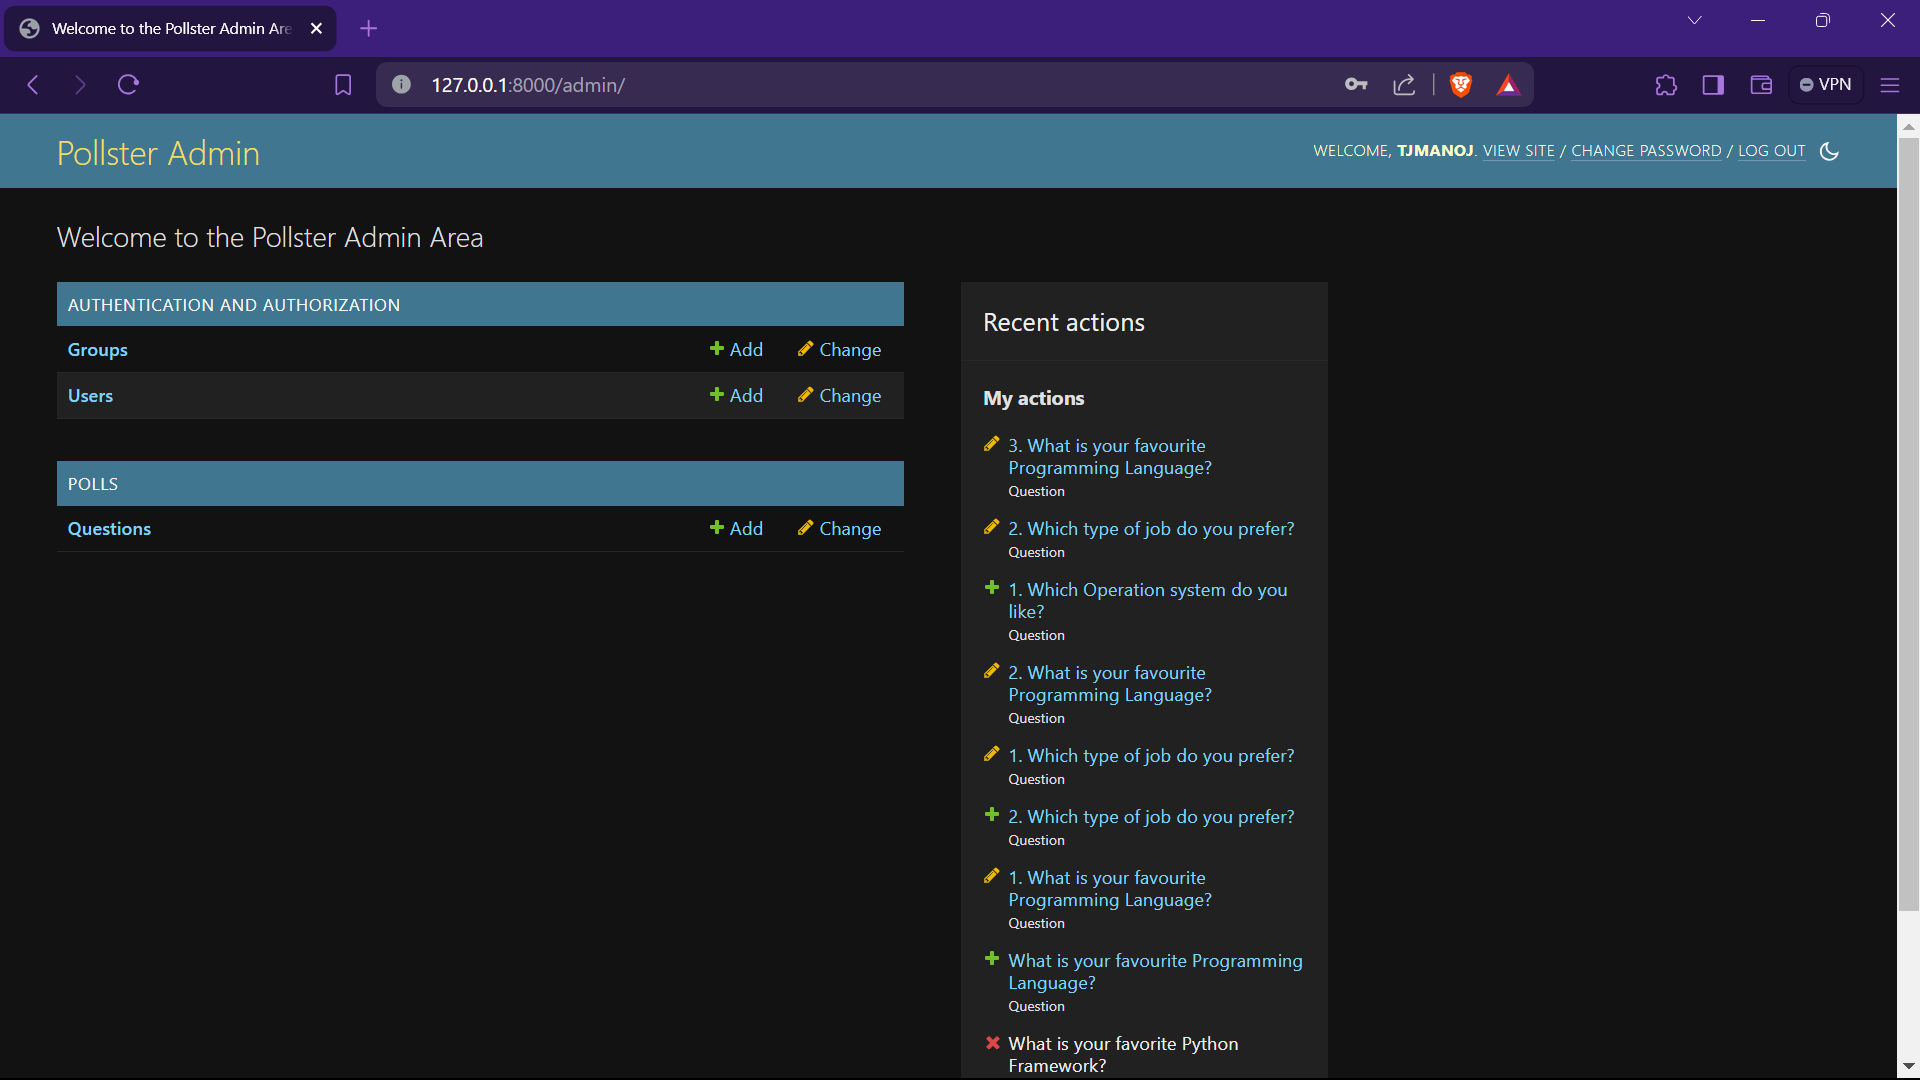 Welcome to the Pollster Admin Are
127.0.0.1:8000/admin/
VPN
Pollster Admin
WELCOME, TJMANOJ. VIEW SITE / CHANGE PASSWORD / LOG OUT
Welcome to the Pollster Admin Area
AUTHENTICATION AND AUTHORIZATION
Groups Add Change
Users Add Change
POLLS
Questions Add Change
Recent actions
My actions
3. What is your favourite
Programming Language?
Question
2. Which type of job do you prefer?
Question
1. Which Operation system do you
like?
Question
2. What is your favourite
Programming Language?
Question
1. Which type of job do you prefer?
Question
2. Which type of job do you prefer?
Question
1. What is your favourite
Programming Language?
Question
What is your favourite Programming
Language?
Question
What is your favorite Python
Framework?